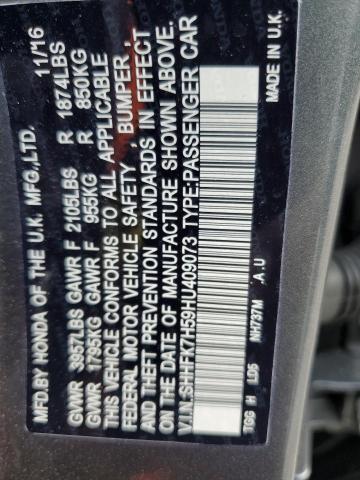 MFD.BY HONDA OF THE U.K. MFG.,LTD. 11/16
GVWR 3957LBS GAWR F 2105LBS R 1874LBS
GVWR 1795KG GAWR F 955KG R 850KG
THIS VEHICLE CONFORMS TO ALL APPLICABLE
FEDERAL MOTOR VEHICLE SAFETY , BUMPER ,
AND THEFT PREVENTION STANDARDS IN EFFECT
ON THE DATE OF MANUFACTURE SHOWN ABOVE.
V.I.N.:SHHFK7H59HU409073 TYPE:PASSENGER CAR
MADE IN U.K.
A.U
NH737M
TGG H LD6